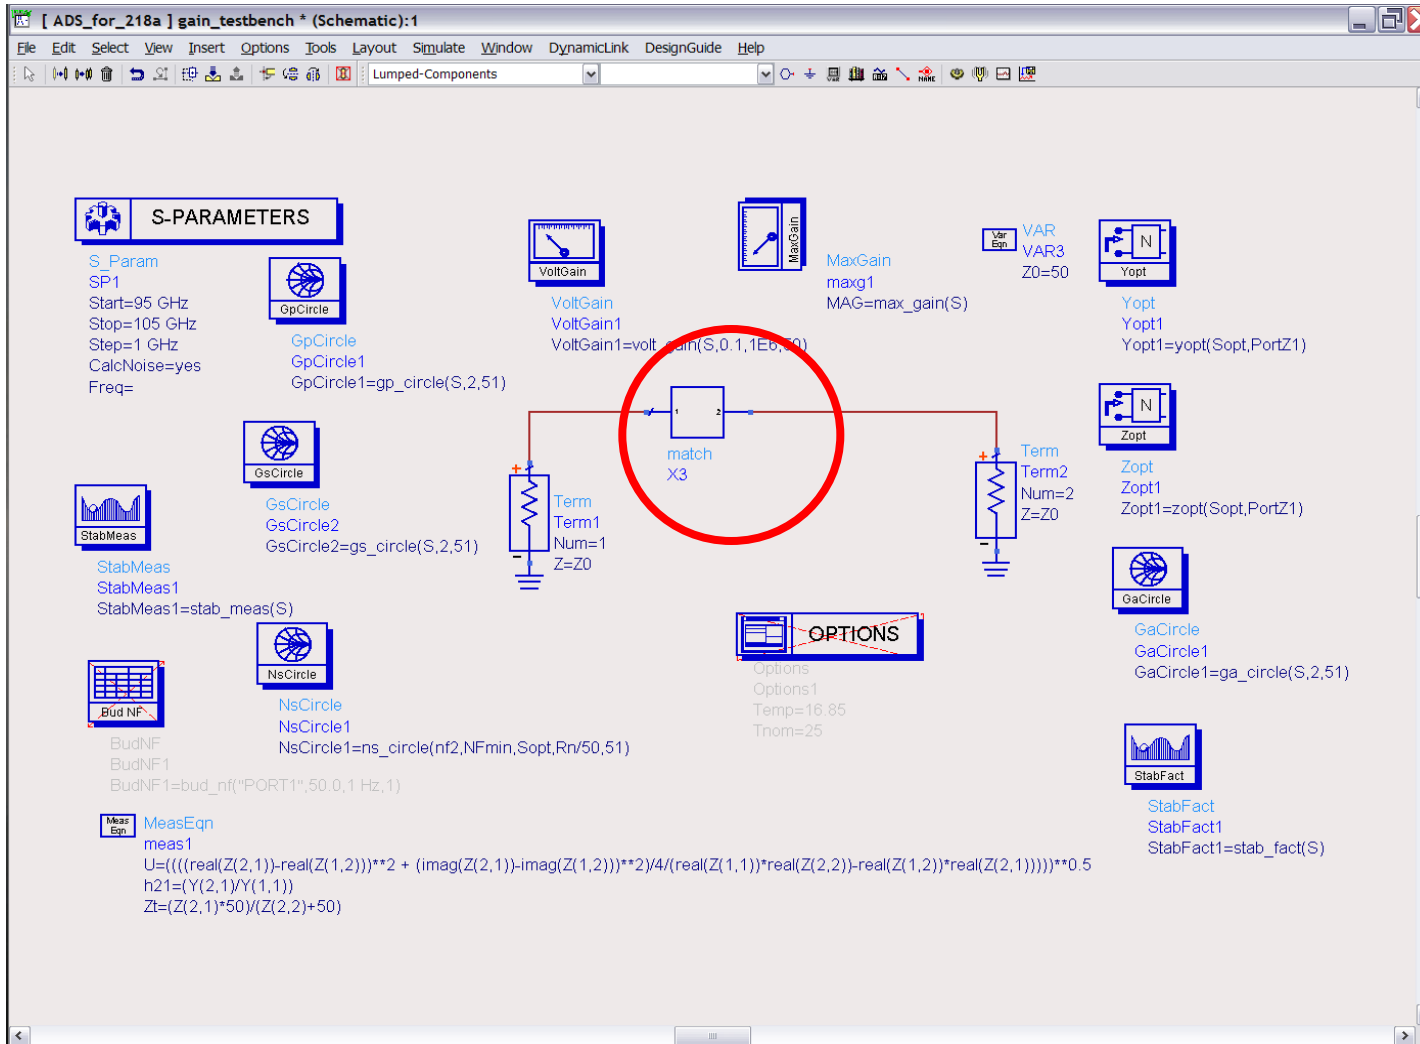 [ ADS_for_218a ] gain_testbench * (Schematic):1
File Edit Select View Insert Options Tools Layout Simulate Window DynamicLink DesignGuide Help
Lumped-Components
NAME
S-PARAMETERS
S_Param
SP1
Start=95 GHz
Stop=105 GHz
Step=1 GHz
CalcNoise=yes
Freq=
GpCircle
GpCircle
GpCircle1
GpCircle1=gp_circle(S,2,51)
VoltGain
VoltGain
VoltGain1
VoltGain1=volt_gain(S,0.1,1E6,50)
MaxGain
MaxGain
maxg1
MAG=max_gain(S)
Var
Eqn
VAR
VAR3
Z0=50
N
Yopt
Yopt
Yopt1
Yopt1=yopt(Sopt,PortZ1)
GsCircle
GsCircle
GsCircle2
GsCircle2=gs_circle(S,2,51)
1 2
match
X3
+
Term
Term1
Num=1
Z=Z0
-
+
Term
Term2
Num=2
Z=Z0
-
N
Zopt
Zopt
Zopt1
Zopt1=zopt(Sopt,PortZ1)
StabMeas
StabMeas
StabMeas1
StabMeas1=stab_meas(S)
GaCircle
GaCircle
GaCircle1
GaCircle1=ga_circle(S,2,51)
NsCircle
NsCircle
NsCircle1
NsCircle1=ns_circle(nf2,NFmin,Sopt,Rn/50,51)
OPTIONS
Options
Options1
Temp=16.85
Tnom=25
Bud NF
BudNF
BudNF1
BudNF1=bud_nf("PORT1",50.0,1 Hz,1)
StabFact
StabFact
StabFact1
StabFact1=stab_fact(S)
Meas
Eqn
MeasEqn
meas1
U=((((real(Z(2,1))-real(Z(1,2)))**2 + (imag(Z(2,1))-imag(Z(1,2)))**2)/4/(real(Z(1,1))*real(Z(2,2))-real(Z(1,2))*real(Z(2,1)))))**0.5
h21=(Y(2,1)/Y(1,1))
Zt=(Z(2,1)*50)/(Z(2,2)+50)